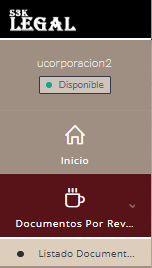 S3K
LEGAL
ucorporacion2
Disponible
Inicio
Documentos Por Rev...
Listado Document...